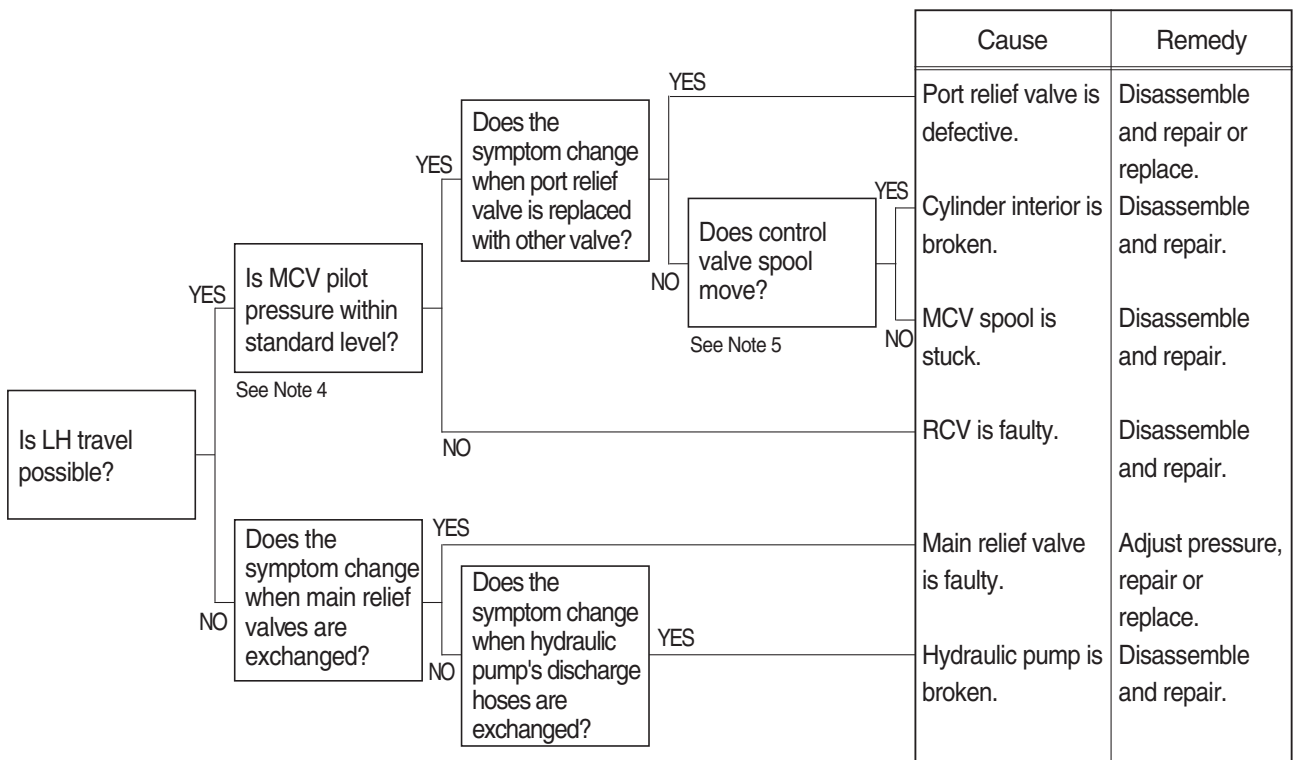 Cause
Remedy
YES
Port relief valve is
defective.
Disassemble
and repair or
replace.
Does the
symptom change
when port relief
valve is replaced
with other valve?
YES
YES
Cylinder interior is
broken.
Disassemble
and repair.
Does control
valve spool
move?
NO
See Note 5
NO
MCV spool is
stuck.
Disassemble
and repair.
YES
Is MCV pilot
pressure within
standard level?
See Note 4
NO
RCV is faulty.
Disassemble
and repair.
Is LH travel
possible?
NO
Does the
symptom change
when main relief
valves are
exchanged?
YES
Main relief valve
is faulty.
Adjust pressure,
repair or
replace.
NO
Does the
symptom change
when hydraulic
pump's discharge
hoses are
exchanged?
YES
Hydraulic pump is
broken.
Disassemble
and repair.